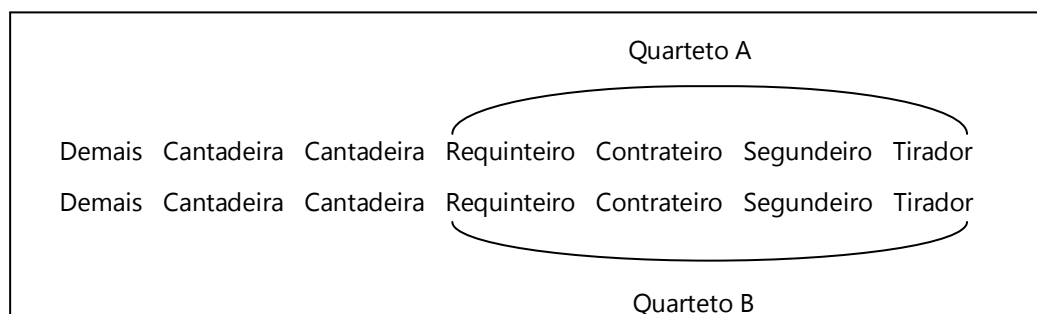 Quarteto A
Demais Cantadeira Cantadeira Requinteiro Contrateiro Segundeiro Tirador
Demais Cantadeira Cantadeira Requinteiro Contrateiro Segundeiro Tirador
Quarteto B